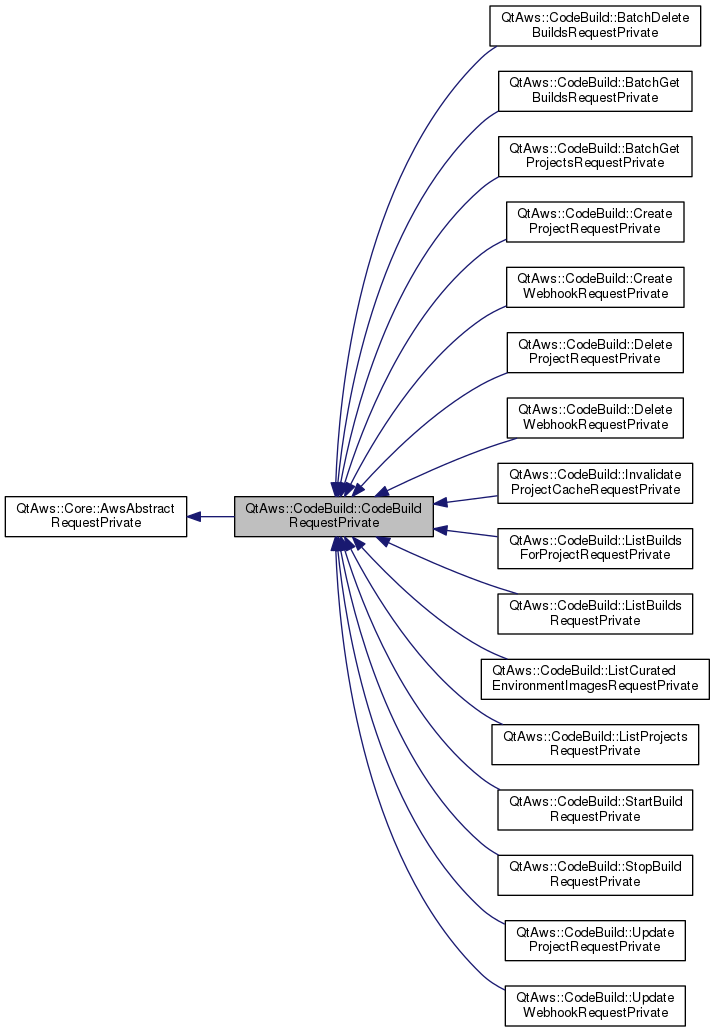 QtAws::CodeBuild::BatchDelete
BuildsRequestPrivate
QtAws::CodeBuild::BatchGet
BuildsRequestPrivate
QtAws::CodeBuild::BatchGet
ProjectsRequestPrivate
QtAws::CodeBuild::Create
ProjectRequestPrivate
QtAws::CodeBuild::Create
WebhookRequestPrivate
QtAws::CodeBuild::Delete
ProjectRequestPrivate
QtAws::CodeBuild::Delete
WebhookRequestPrivate
QtAws::CodeBuild::Invalidate
ProjectCacheRequestPrivate
QtAws::Core::AwsAbstract
RequestPrivate
QtAws::CodeBuild::CodeBuild
RequestPrivate
QtAws::CodeBuild::ListBuilds
ForProjectRequestPrivate
QtAws::CodeBuild::ListBuilds
RequestPrivate
QtAws::CodeBuild::ListCurated
EnvironmentImagesRequestPrivate
QtAws::CodeBuild::ListProjects
RequestPrivate
QtAws::CodeBuild::StartBuild
RequestPrivate
QtAws::CodeBuild::StopBuild
RequestPrivate
QtAws::CodeBuild::Update
ProjectRequestPrivate
QtAws::CodeBuild::Update
WebhookRequestPrivate